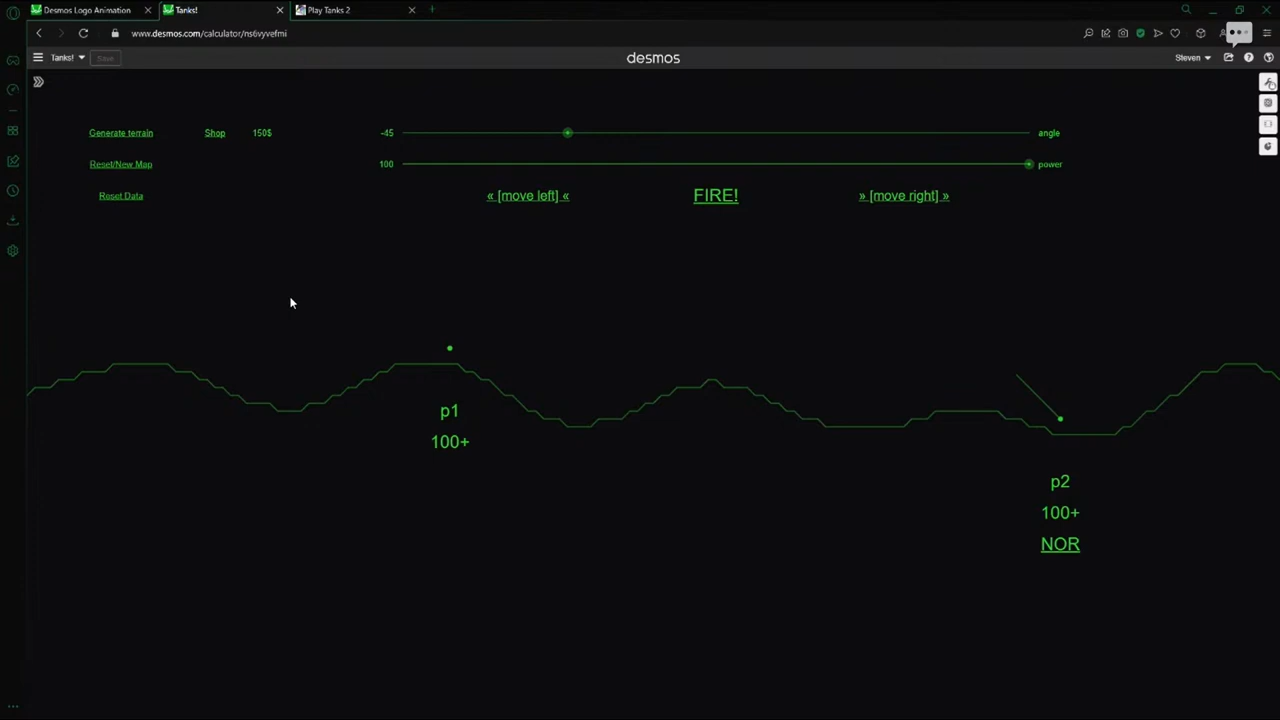 Desmos Logo Animation
Tanks!
Play Tanks 2
www.desmos.com/calculator/ns6vyvefmi
Tanks!
Save
desmos
Steven
Generate terrain
Shop
150$
-45
angle
Reset/New Map
100
power
Reset Data
« [move left] «
FIRE!
» [move right] »
p1
100+
p2
100+
NOR